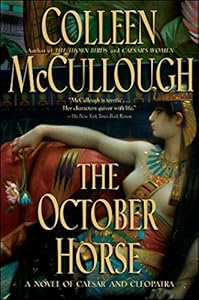 COLLEEN
McCULLOUGH
Author of THE THORN BIRDS and CAESAR'S WOMEN
"McCullough is terrific...
Her characters quiver with life."
—The New York Times Book Review
THE
OCTOBER
HORSE
A NOVEL OF CAESAR AND CLEOPATRA